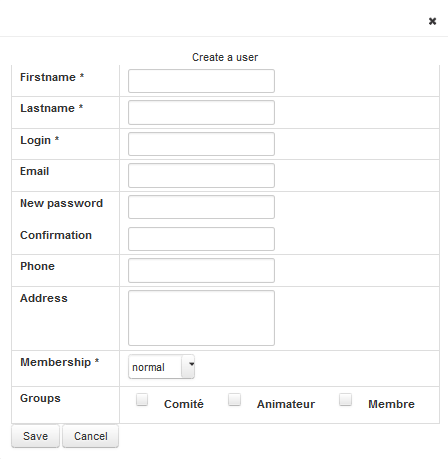 Create a user
Firstname *
Lastname *
Login *
Email
New password
Confirmation
Phone
Address
Membership * normal
Groups Comité Animateur Membre
Save Cancel